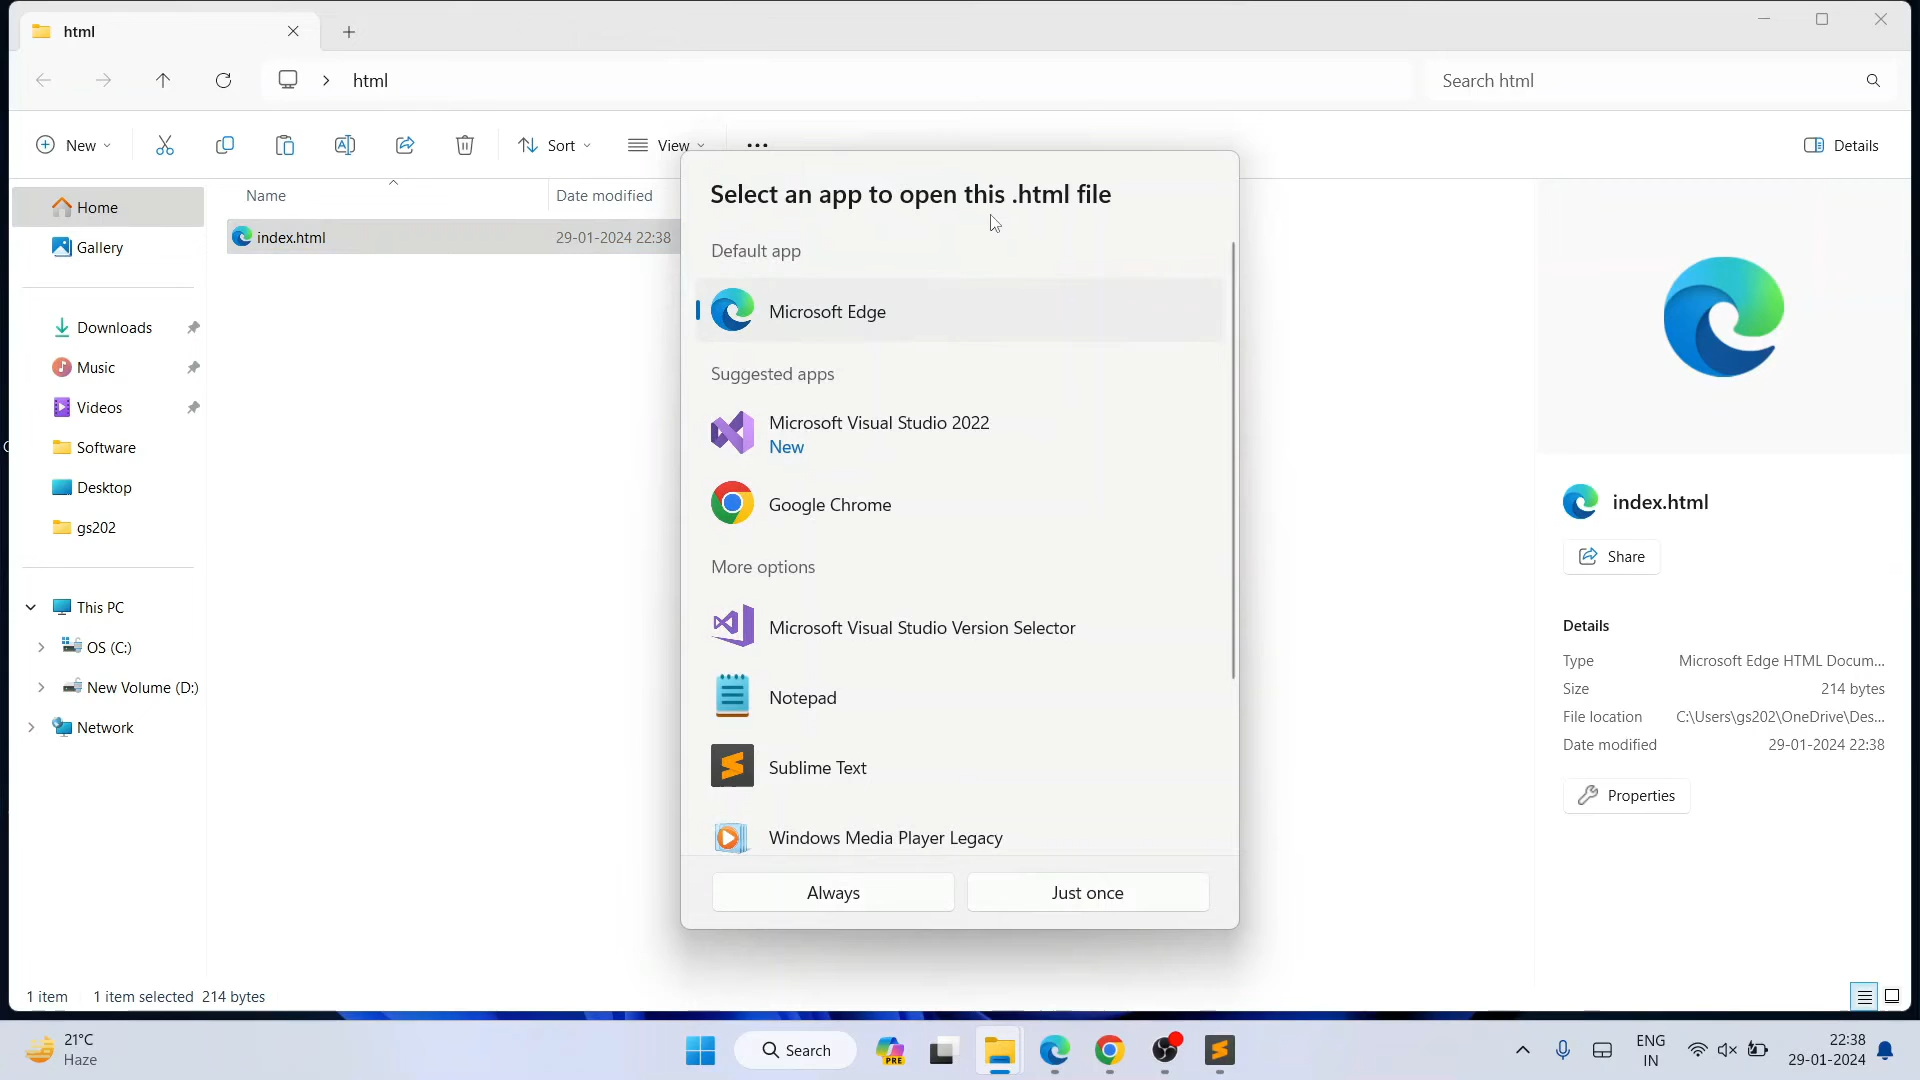 html
html
Search html
New
Sort
View
Details
Home
Gallery
Downloads
Music
Videos
Software
Desktop
gs202
This PC
OS (C:)
New Volume (D:)
Network
Name
Date modified
index.html
29-01-2024 22:38
Select an app to open this .html file
Default app
Microsoft Edge
Suggested apps
Microsoft Visual Studio 2022
New
Google Chrome
More options
Microsoft Visual Studio Version Selector
Notepad
Sublime Text
Windows Media Player Legacy
Always
Just once
index.html
Share
Details
Type Microsoft Edge HTML Docum...
Size 214 bytes
File location C:\Users\gs202\OneDrive\Des...
Date modified 29-01-2024 22:38
Properties
1 item 1 item selected 214 bytes
21°C
Haze
Search
PRE
ENG
IN
22:38
29-01-2024